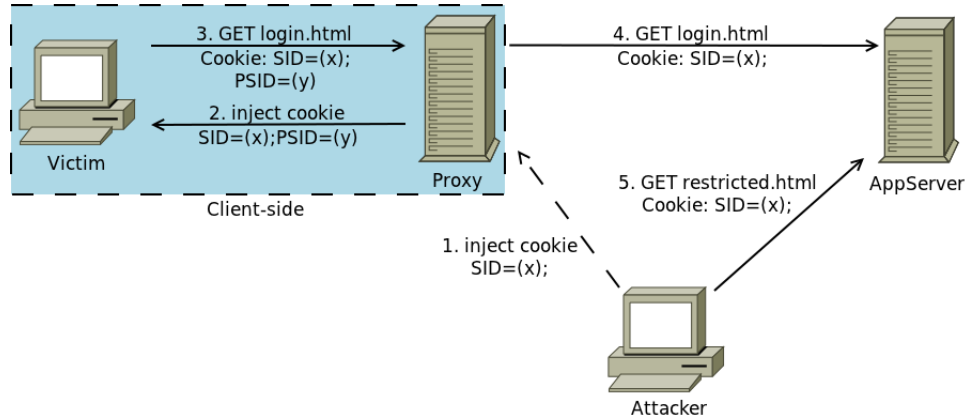 3. GET login.html
Cookie: SID=(x);
PSID=(y)
2. inject cookie
SID=(x);PSID=(y)
Victim
Proxy
Client-side
4. GET login.html
Cookie: SID=(x);
AppServer
5. GET restricted.html
Cookie: SID=(x);
1. inject cookie
SID=(x);
Attacker